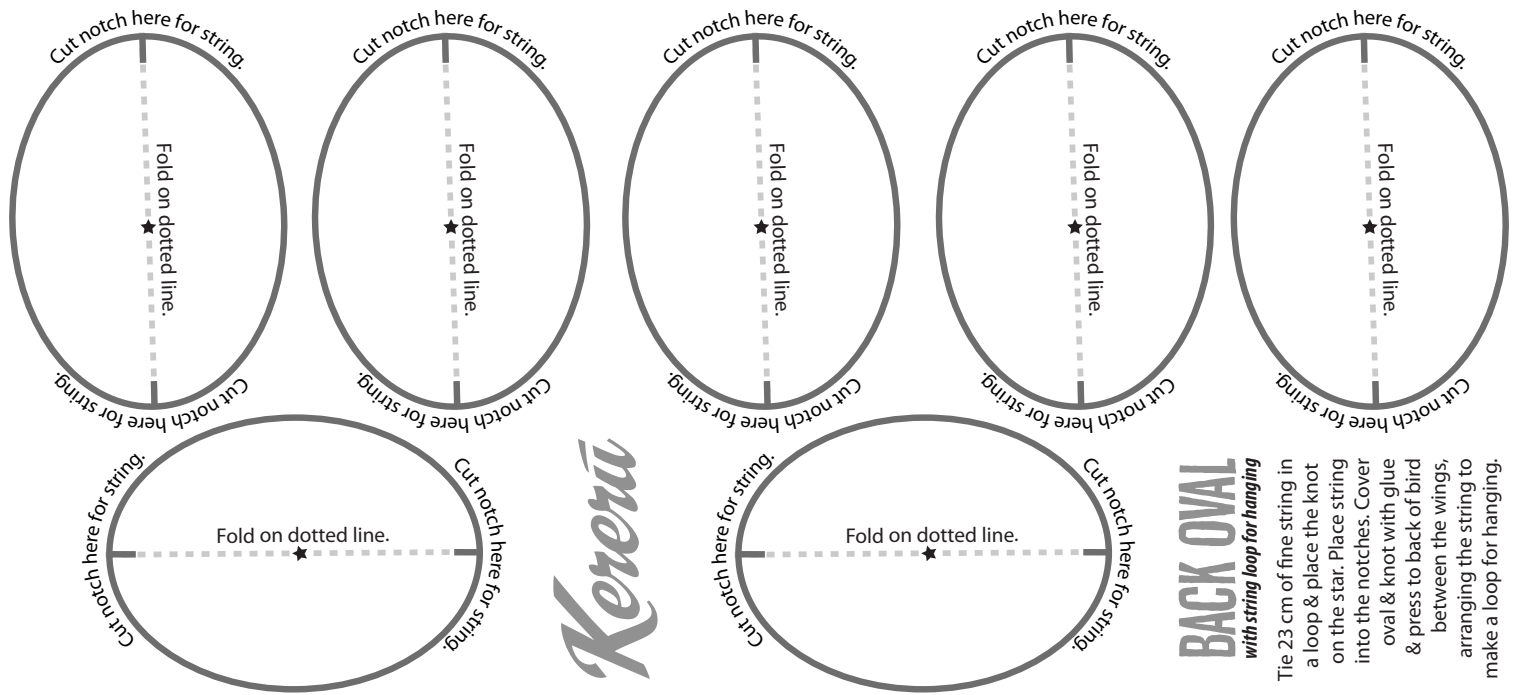 Cut notch here for string.
Fold on dotted line.
Cut notch here for string.
Cut notch here for string.
Fold on dotted line.
Cut notch here for string.
Cut notch here for string.
Fold on dotted line.
Cut notch here for string.
Cut notch here for string.
Fold on dotted line.
Cut notch here for string.
Cut notch here for string.
Fold on dotted line.
Cut notch here for string.
Cut notch here for string.
Fold on dotted line.
Cut notch here for string.
Kererū
Cut notch here for string.
Fold on dotted line.
Cut notch here for string.
BACK OVAL
with string loop for hanging
Tie 23 cm of fine string in
a loop & place the knot
on the star. Place string
into the notches. Cover
oval & knot with glue
& press to back of bird
between the wings,
arranging the string to
make a loop for hanging.